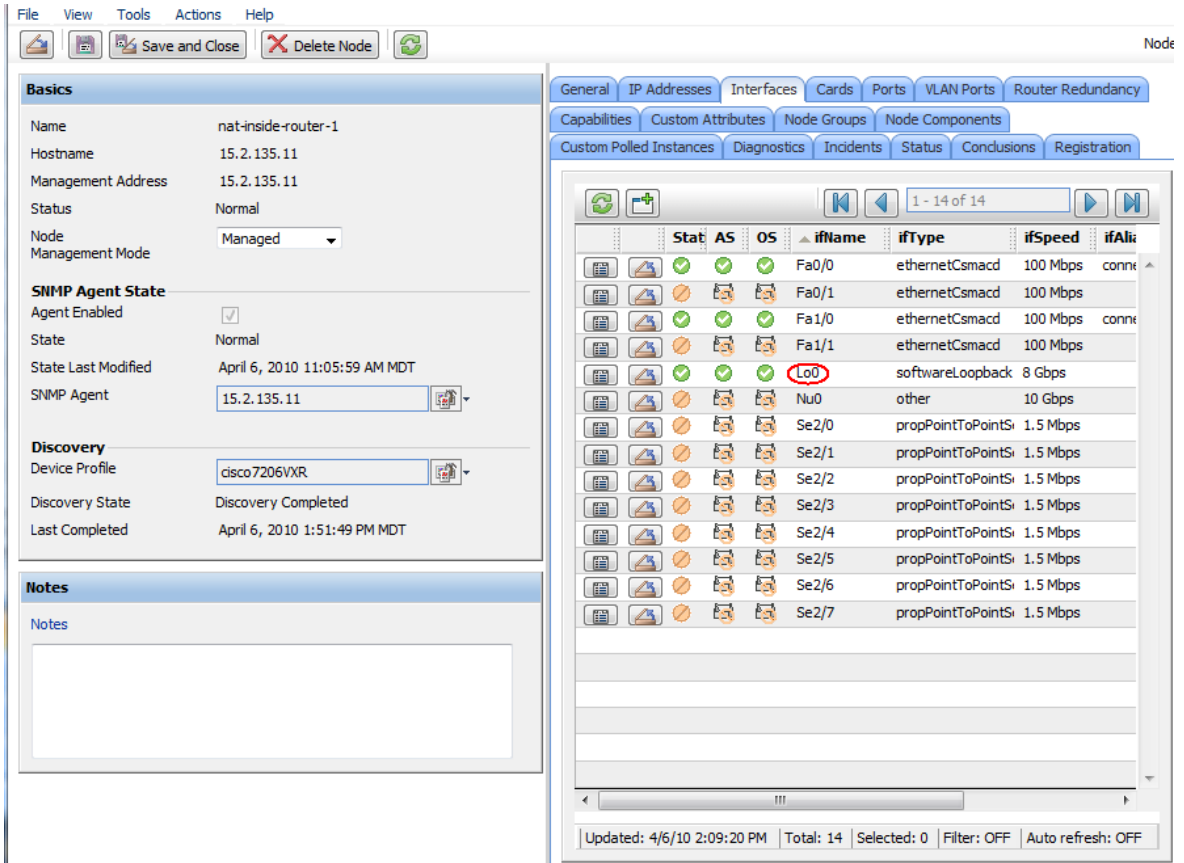 File View Tools Actions Help
Save and Close Delete Node
Node
Basics
Name nat-inside-router-1
Hostname 15.2.135.11
Management Address 15.2.135.11
Status Normal
Node Management Mode Managed
SNMP Agent State
Agent Enabled
State Normal
State Last Modified April 6, 2010 11:05:59 AM MDT
SNMP Agent 15.2.135.11
Discovery
Device Profile cisco7206VXR
Discovery State Discovery Completed
Last Completed April 6, 2010 1:51:49 PM MDT
Notes
Notes
General IP Addresses Interfaces Cards Ports VLAN Ports Router Redundancy
Capabilities Custom Attributes Node Groups Node Components
Custom Polled Instances Diagnostics Incidents Status Conclusions Registration
1 - 14 of 14
Stat AS OS ifName ifType ifSpeed ifAlia
Fa0/0 ethernetCsmacd 100 Mbps conne
Fa0/1 ethernetCsmacd 100 Mbps
Fa1/0 ethernetCsmacd 100 Mbps conne
Fa1/1 ethernetCsmacd 100 Mbps
Lo0 softwareLoopback 8 Gbps
Nu0 other 10 Gbps
Se2/0 propPointToPointSe 1.5 Mbps
Se2/1 propPointToPointSe 1.5 Mbps
Se2/2 propPointToPointSe 1.5 Mbps
Se2/3 propPointToPointSe 1.5 Mbps
Se2/4 propPointToPointSe 1.5 Mbps
Se2/5 propPointToPointSe 1.5 Mbps
Se2/6 propPointToPointSe 1.5 Mbps
Se2/7 propPointToPointSe 1.5 Mbps
Updated: 4/6/10 2:09:20 PM Total: 14 Selected: 0 Filter: OFF Auto refresh: OFF